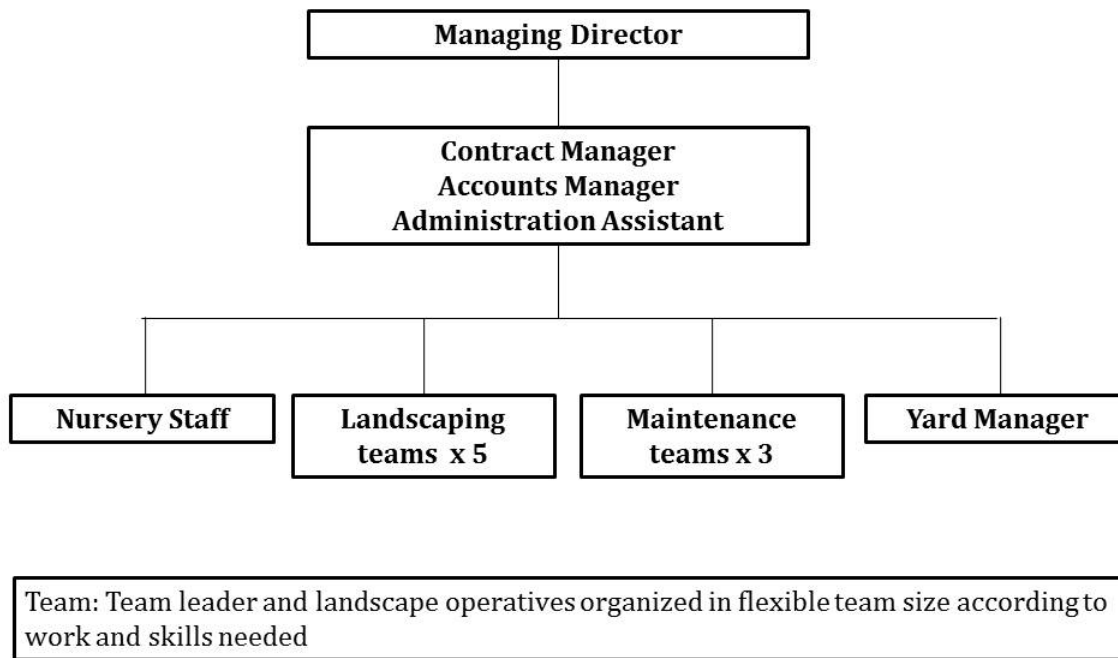 Managing Director
Contract Manager
Accounts Manager
Administration Assistant
Nursery Staff
Landscaping
teams x 5
Maintenance
teams x 3
Yard Manager
Team: Team leader and landscape operatives organized in flexible team size according to
work and skills needed